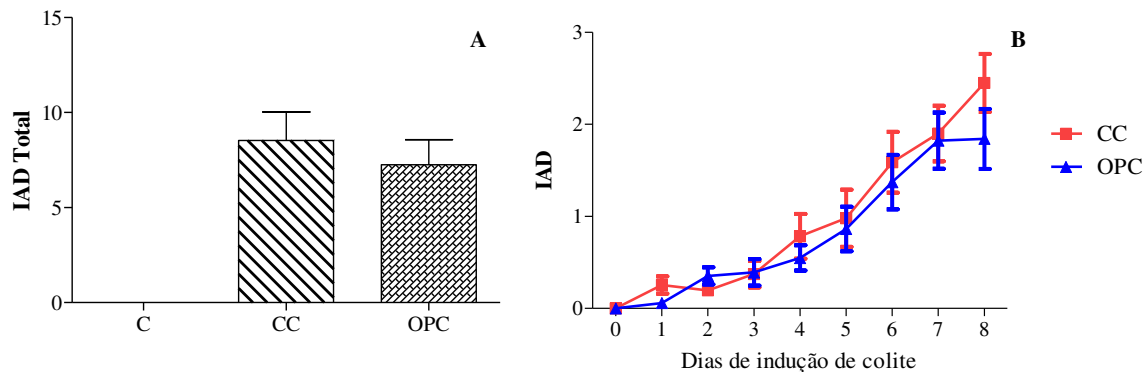 15
10
5
0
IAD Total
A
C
CC
OPC
3
2
1
0
IAD
B
0 1 2 3 4 5 6 7 8
Dias de indução de colite
CC
OPC